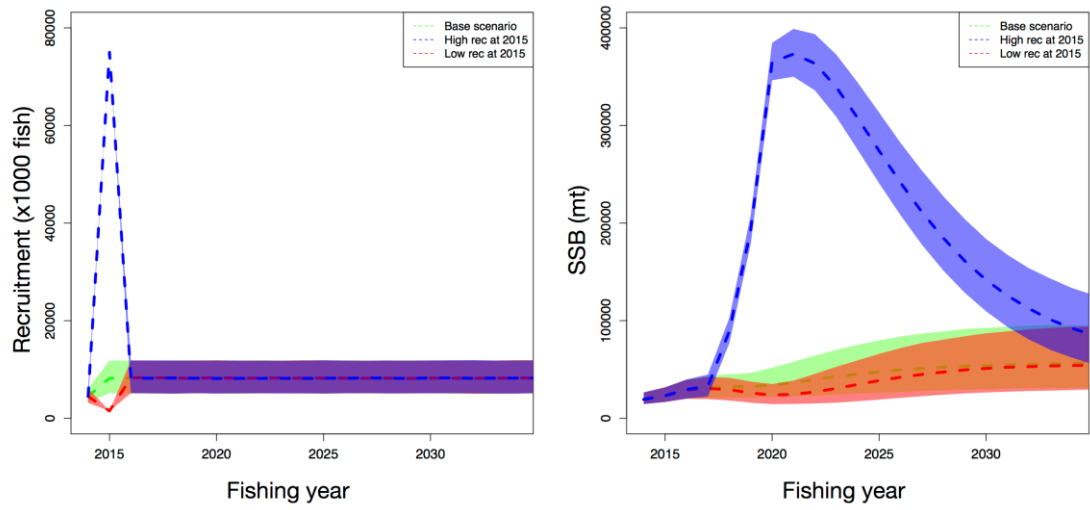 Base scenario
High rec at 2015
Low rec at 2015
Recruitment (x1000 fish)
0
20000
40000
60000
80000
2015
2020
2025
2030
Fishing year
Base scenario
High rec at 2015
Low rec at 2015
SSB (mt)
0
100000
200000
300000
400000
2015
2020
2025
2030
Fishing year